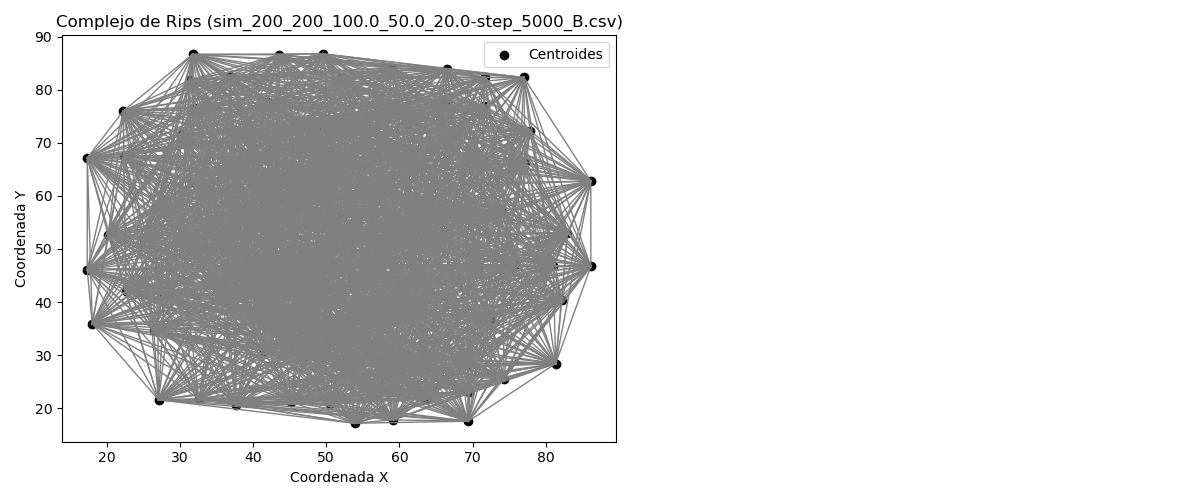 Complejo de Rips (sim_200_200_100.0_50.0_20.0-step_5000_B.csv)
Centroides
90
80
70
60
50
40
30
20
Coordenada Y
20 30 40 50 60 70 80
Coordenada X